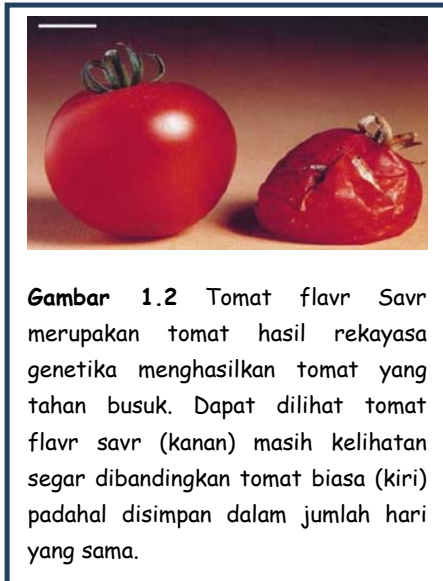 Gambar 1.2 Tomat flavr Savr
merupakan tomat hasil rekayasa
genetika menghasilkan tomat yang
tahan busuk. Dapat dilihat tomat
flavr savr (kanan) masih kelihatan
segar dibandingkan tomat biasa (kiri)
padahal disimpan dalam jumlah hari
yang sama.